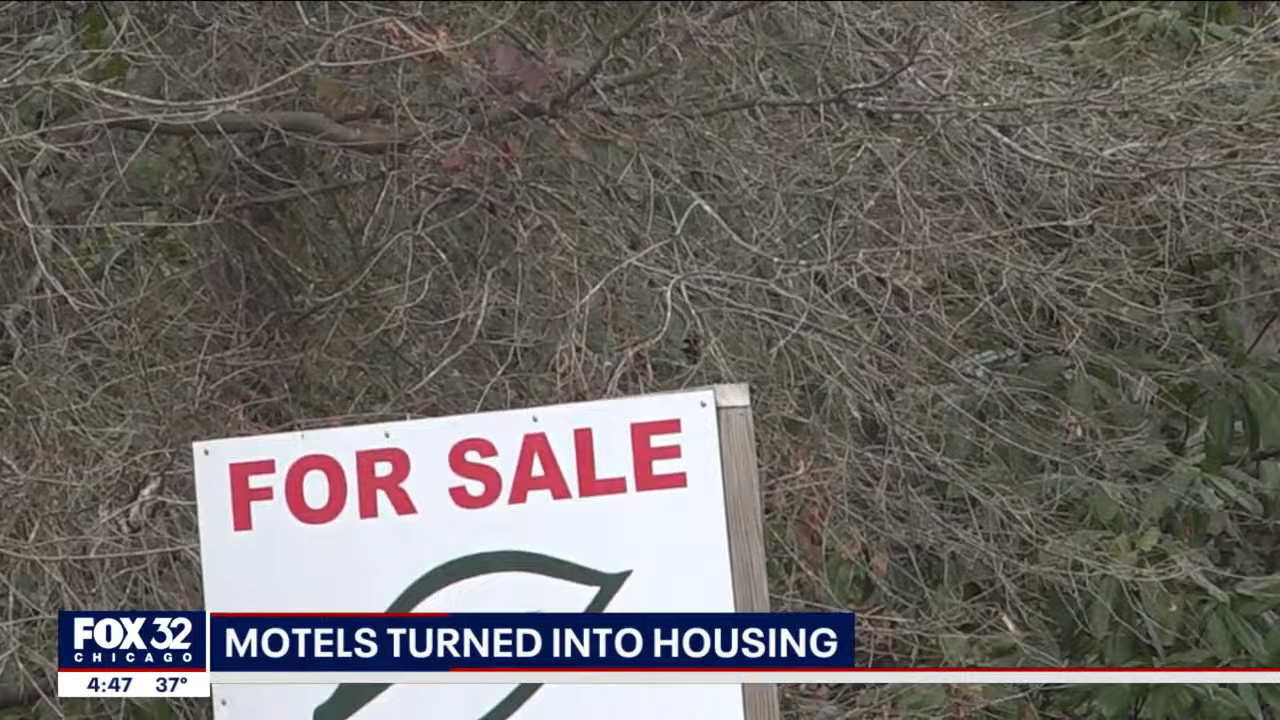 FOR SALE
FOX 32
CHICAGO
MOTELS TURNED INTO HOUSING
4:47 37°